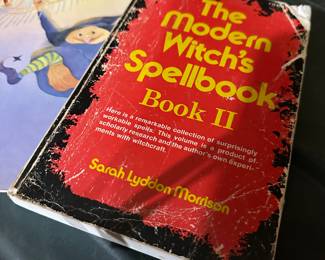 The
Modern
Witch's
Spellbook
Book II
Here is a remarkable collection of surprisingly
workable spells. This volume is a product of
scholarly research and the author's own experi-
ments with witchcraft.
Sarah Lyddon Morrison